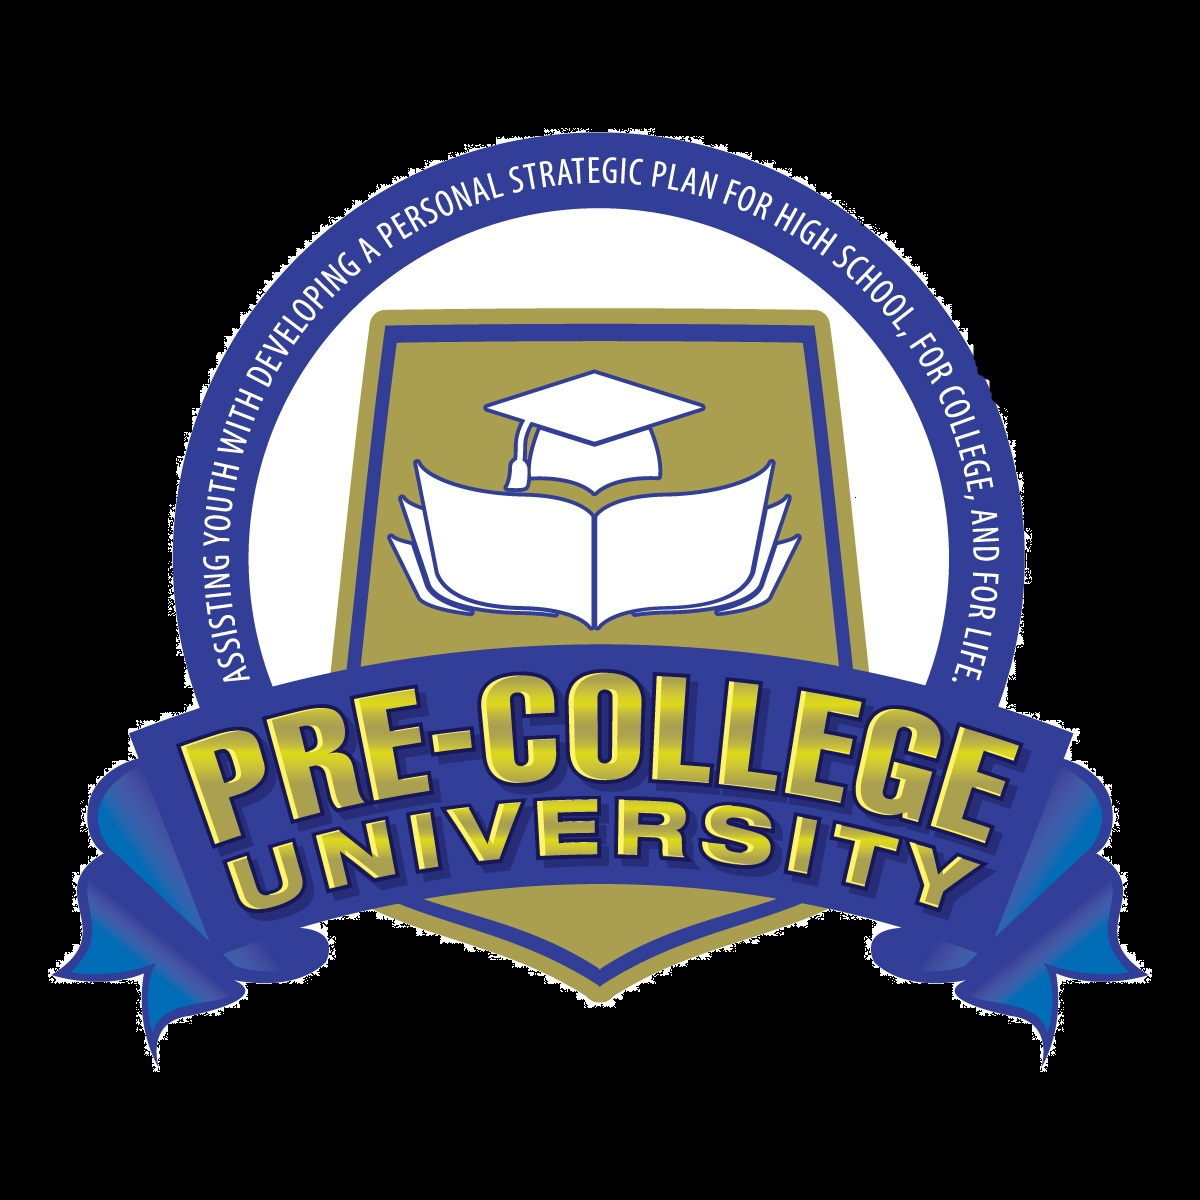 ASSISTING YOUTH WITH DEVELOPING A PERSONAL STRATEGIC PLAN FOR HIGH SCHOOL, FOR COLLEGE, AND FOR LIFE.
PRE-COLLEGE
UNIVERSITY